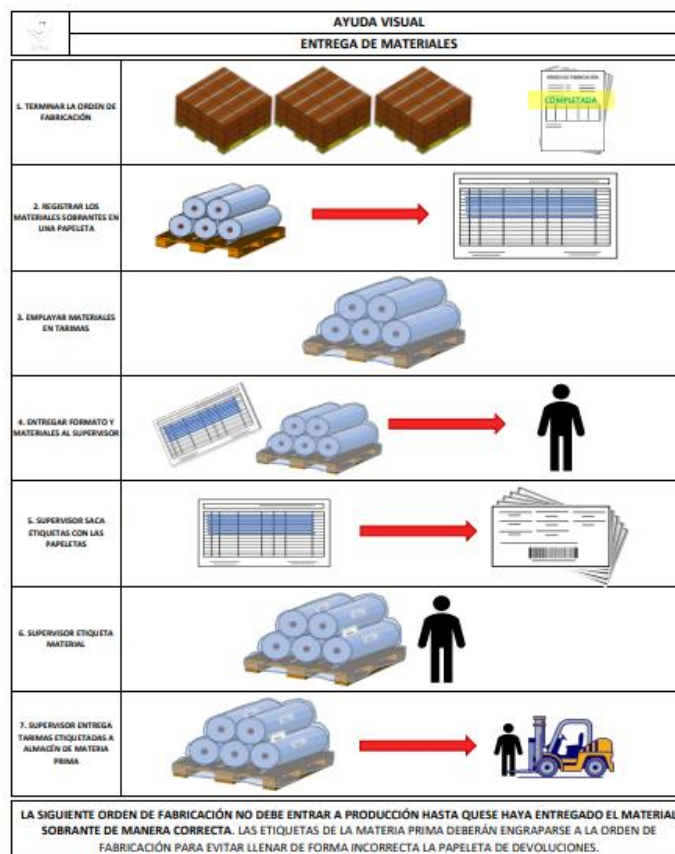 AYUDA VISUAL
ENTREGA DE MATERIALES
1. TERMINAR LA ORDEN DE
FABRICACIÓN
ORDEN DE FABRICACIÓN
COMPLETADA
2. REGISTRAR LOS
MATERIALES SOBRANTES EN
UNA PAPELETA
3. EMPLAYAR MATERIALES
EN TARIMAS
4. ENTREGAR FORMATO Y
MATERIALES AL SUPERVISOR
5. SUPERVISOR SACA
ETIQUETAS CON LAS
PAPELETAS
6. SUPERVISOR ETIQUETA
MATERIAL
7. SUPERVISOR ENTREGA
TARIMAS ETIQUETADAS A
ALMACÉN DE MATERIA
PRIMA
LA SIGUIENTE ORDEN DE FABRICACIÓN NO DEBE ENTRAR A PRODUCCIÓN HASTA QUESE HAYA ENTREGADO EL MATERIAL
SOBRANTE DE MANERA CORRECTA. LAS ETIQUETAS DE LA MATERIA PRIMA DEBERÁN ENGRAPARSE A LA ORDEN DE
FABRICACIÓN PARA EVITAR LLENAR DE FORMA INCORRECTA LA PAPELETA DE DEVOLUCIONES.